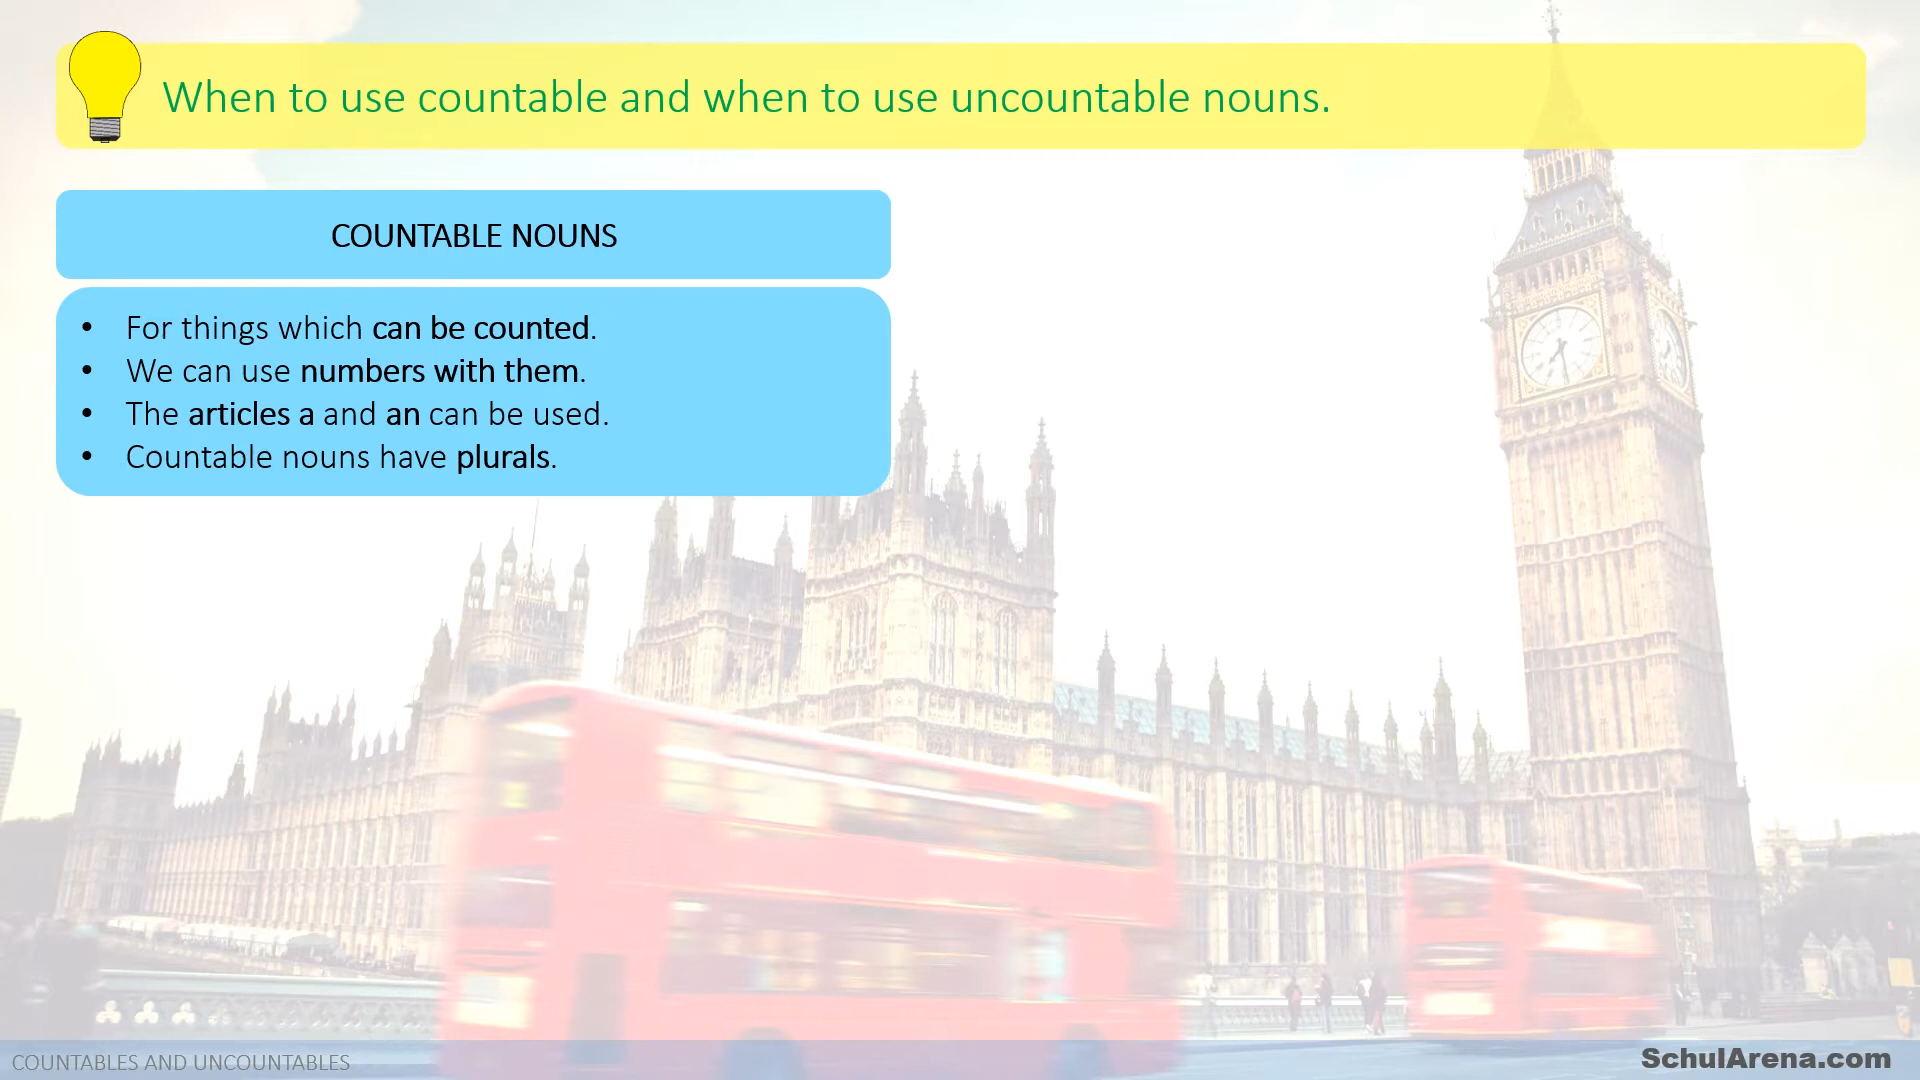 When to use countable and when to use uncountable nouns.
COUNTABLE NOUNS
• For things which can be counted.
• We can use numbers with them.
• The articles a and an can be used.
• Countable nouns have plurals.
COUNTABLES AND UNCOUNTABLES
SchulArena.com